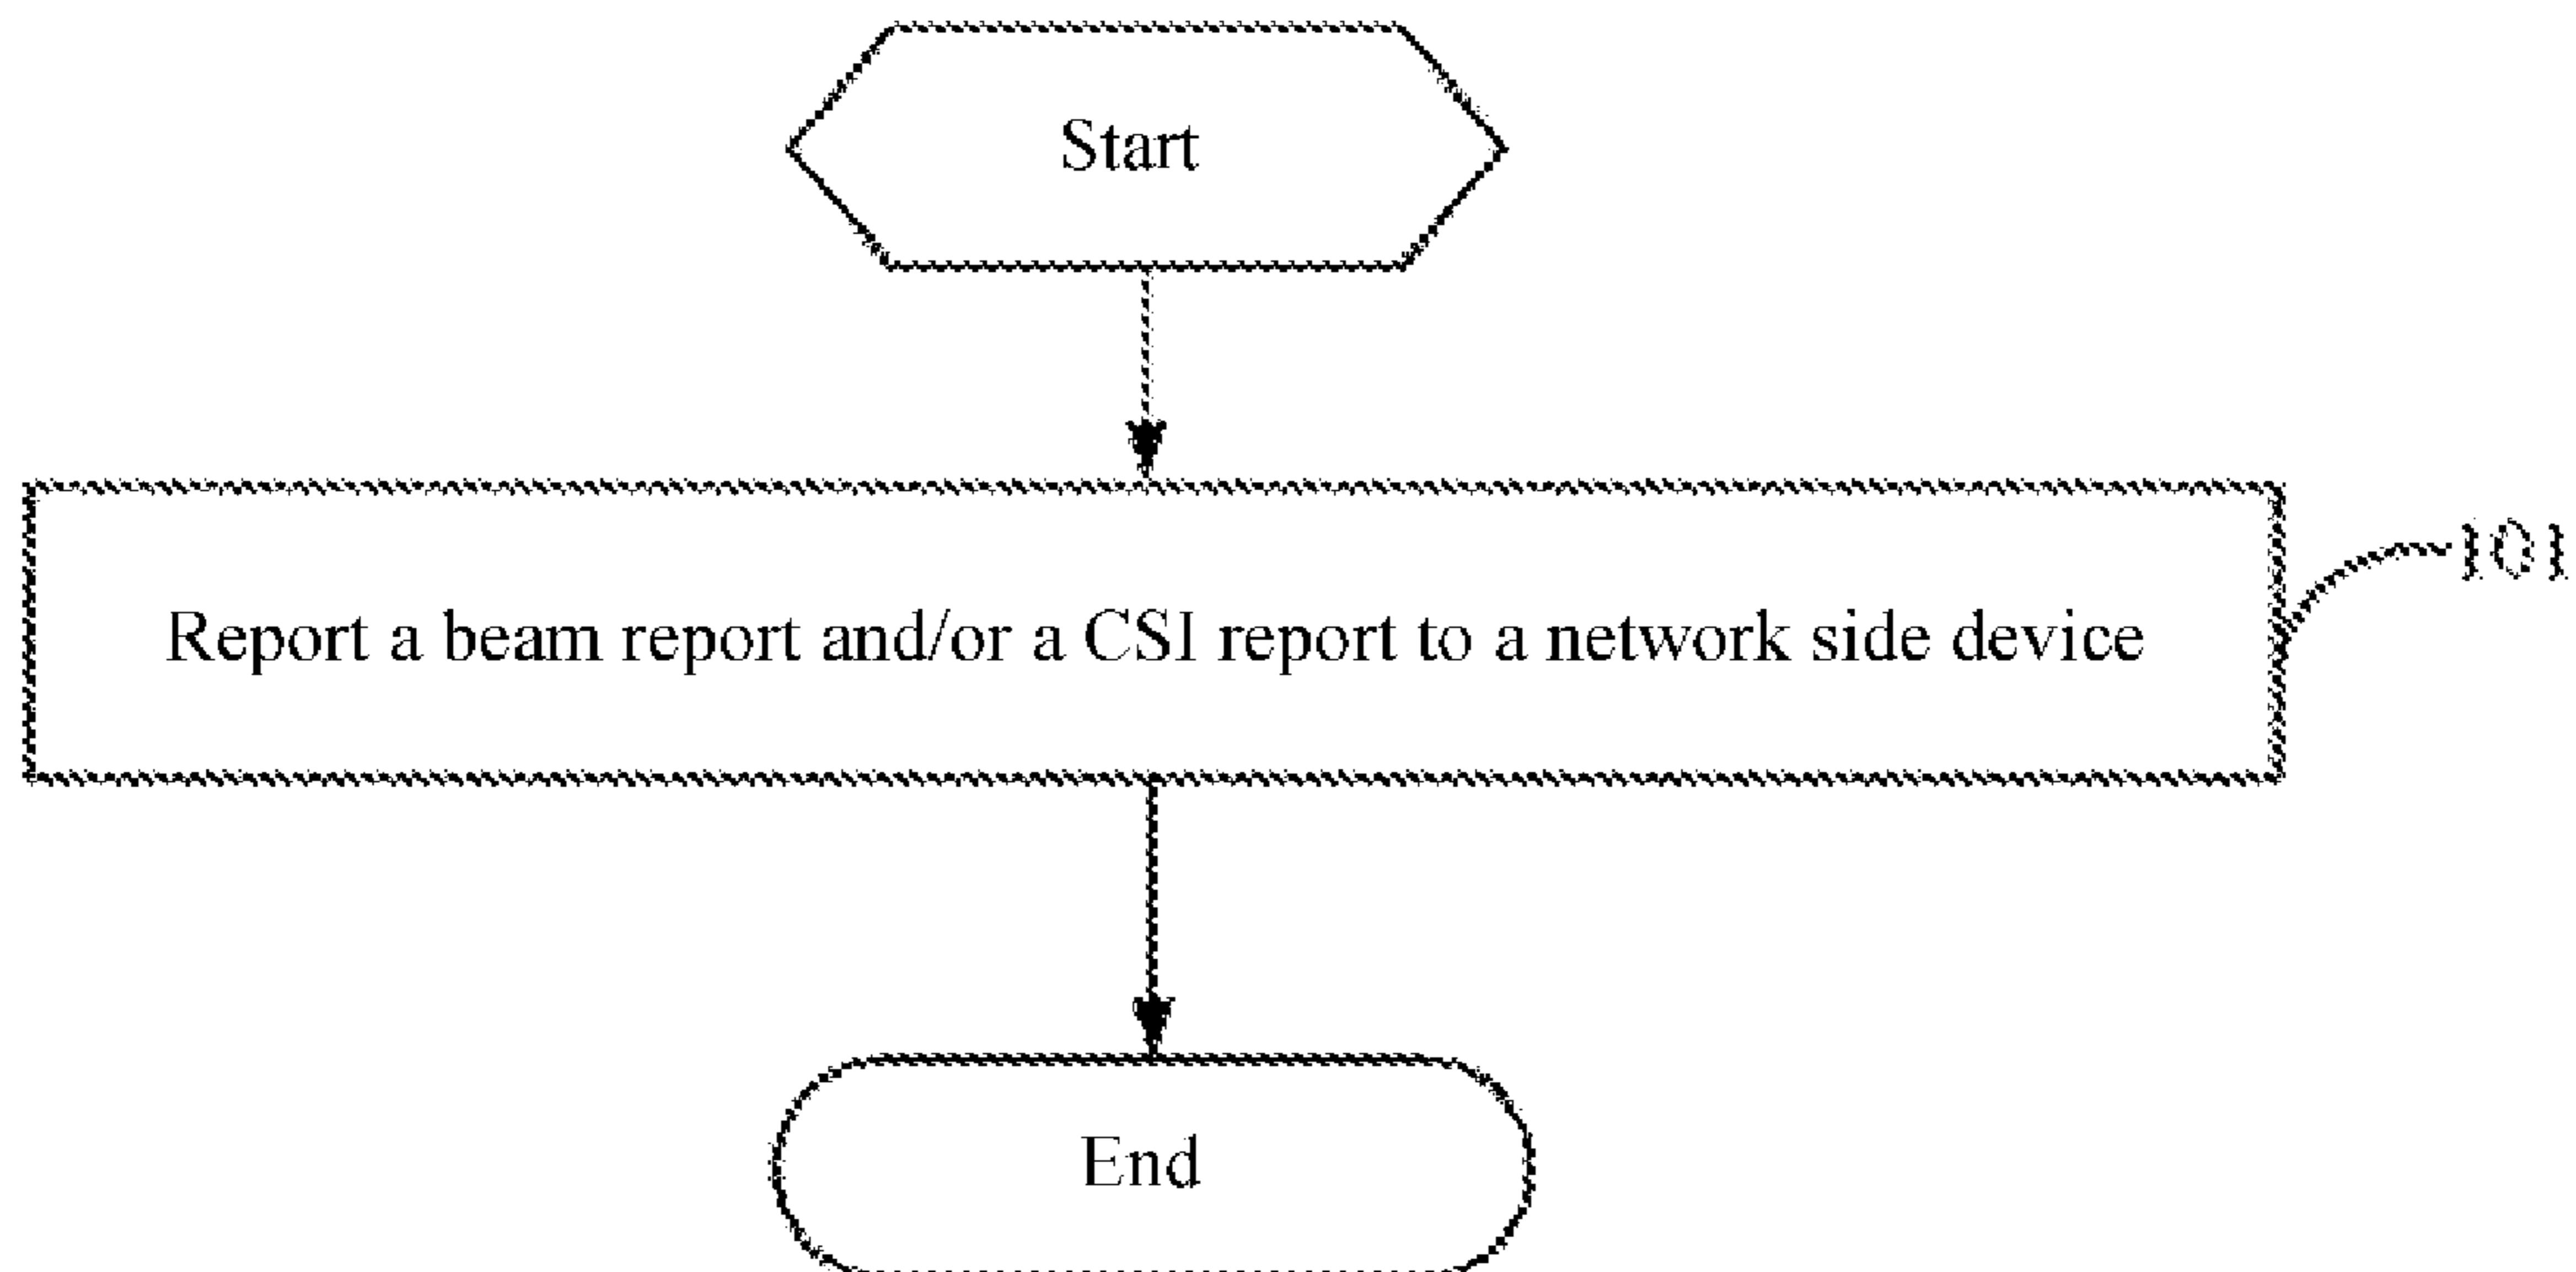 Start
Report a beam report and/or a CSI report to a network side device
101
End